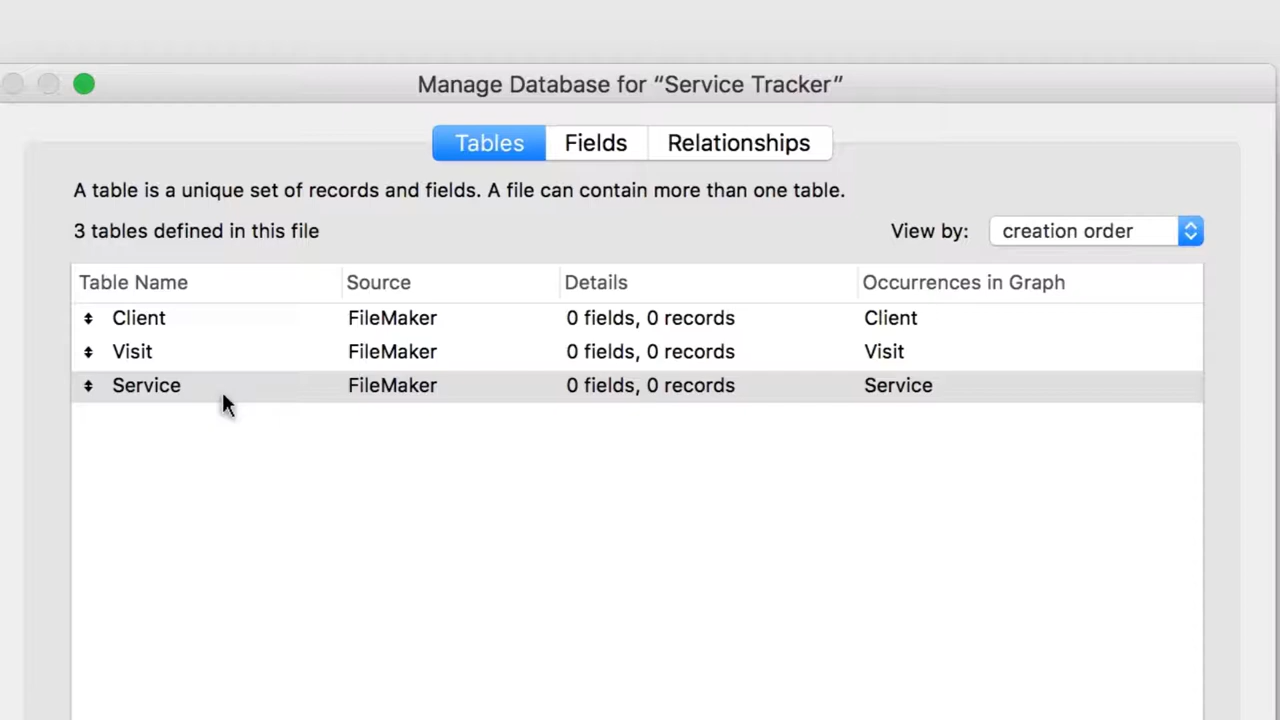 Manage Database for “Service Tracker”
Tables Fields Relationships
A table is a unique set of records and fields. A file can contain more than one table.
3 tables defined in this file View by: creation order
Table Name Source Details Occurrences in Graph
Client FileMaker 0 fields, 0 records Client
Visit FileMaker 0 fields, 0 records Visit
Service FileMaker 0 fields, 0 records Service